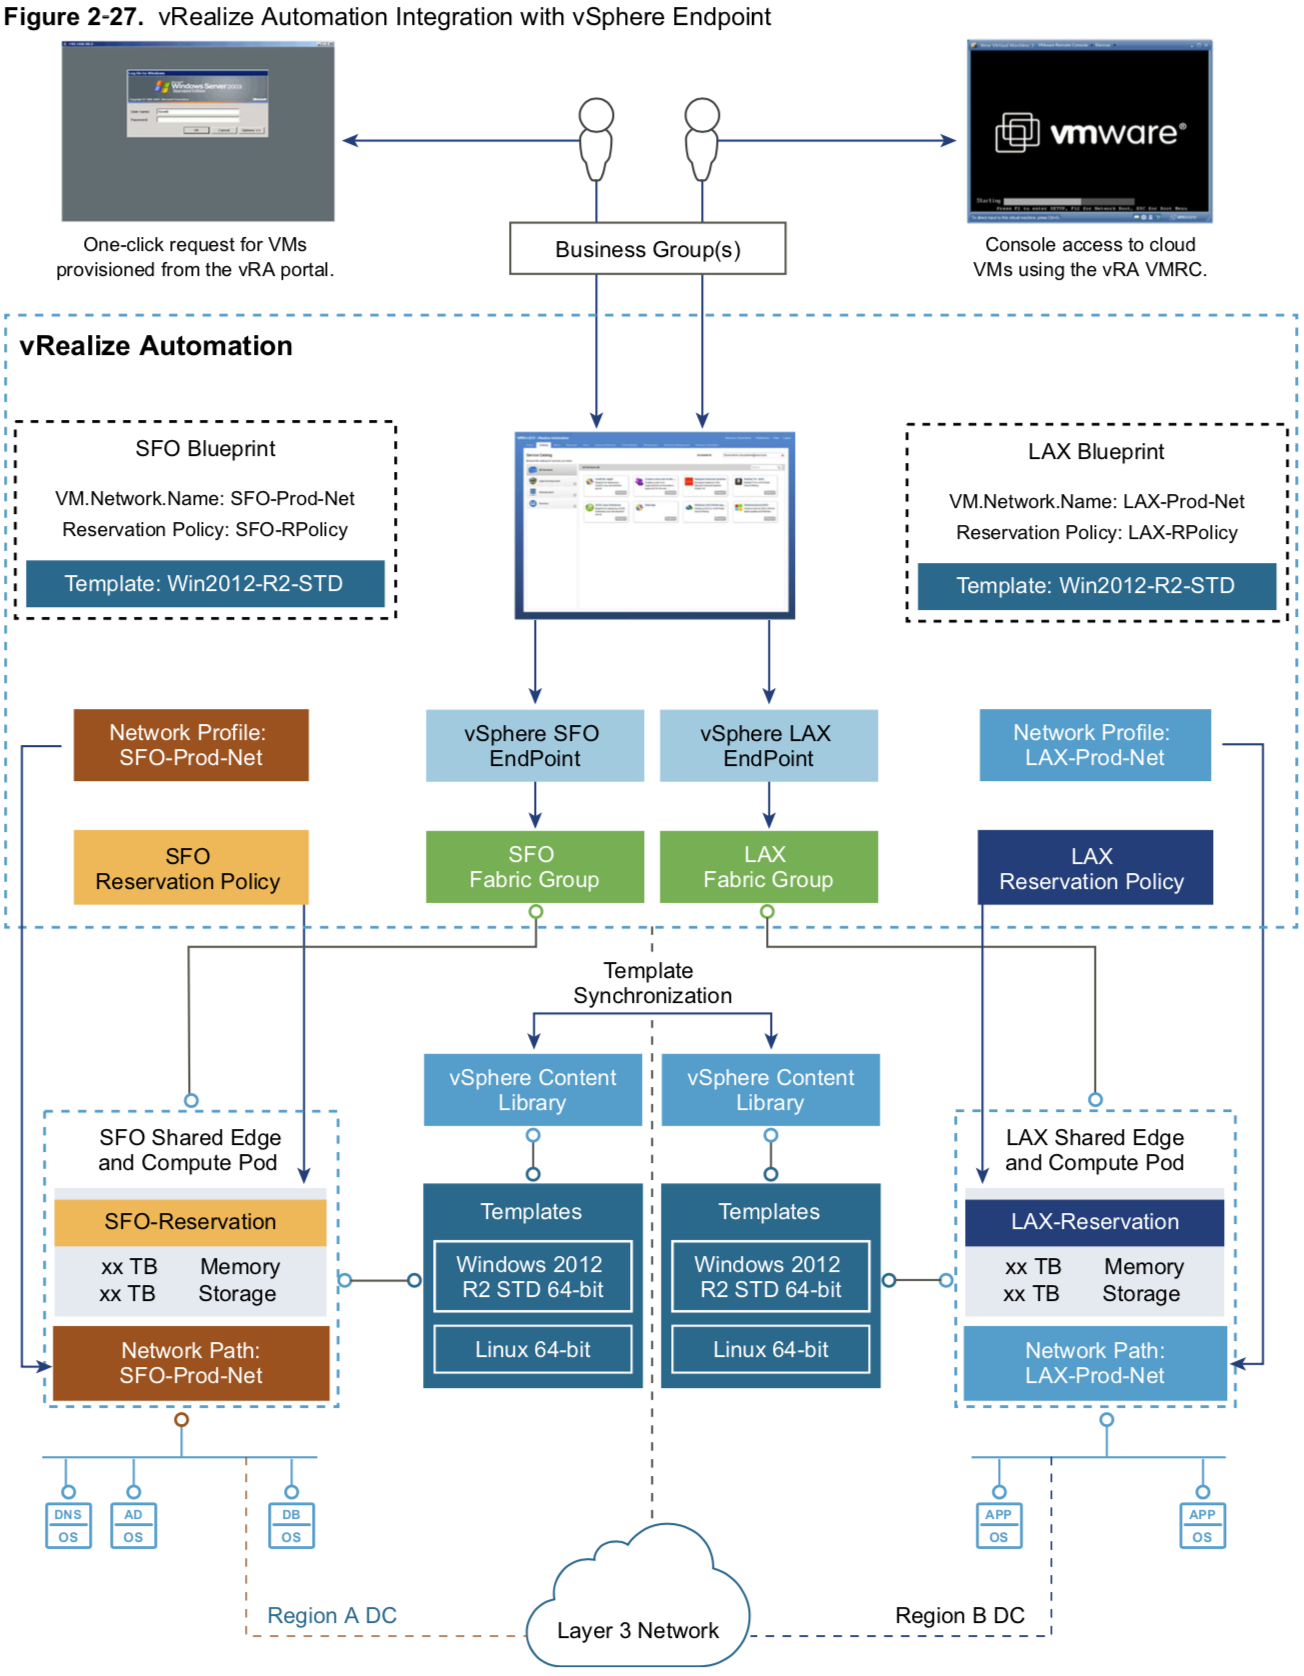 Figure 2-27. vRealize Automation Integration with vSphere Endpoint
Windows Server 2003
vmware®
Starting
One-click request for VMs
provisioned from the vRA portal.
Business Group(s)
Console access to cloud
VMs using the vRA VMRC.
vRealize Automation
SFO Blueprint
VM.Network.Name: SFO-Prod-Net
Reservation Policy: SFO-RPolicy
Template: Win2012-R2-STD
LAX Blueprint
VM.Network.Name: LAX-Prod-Net
Reservation Policy: LAX-RPolicy
Template: Win2012-R2-STD
Network Profile:
SFO-Prod-Net
vSphere SFO
EndPoint
vSphere LAX
EndPoint
Network Profile:
LAX-Prod-Net
SFO
Reservation Policy
SFO
Fabric Group
LAX
Fabric Group
LAX
Reservation Policy
Template
Synchronization
vSphere Content
Library
vSphere Content
Library
SFO Shared Edge
and Compute Pod
SFO-Reservation
xx TB Memory
xx TB Storage
Network Path:
SFO-Prod-Net
Templates
Windows 2012
R2 STD 64-bit
Linux 64-bit
Templates
Windows 2012
R2 STD 64-bit
Linux 64-bit
LAX Shared Edge
and Compute Pod
LAX-Reservation
xx TB Memory
xx TB Storage
Network Path:
LAX-Prod-Net
DNS
OS
AD
OS
DB
OS
APP
OS
APP
OS
Region A DC
Layer 3 Network
Region B DC